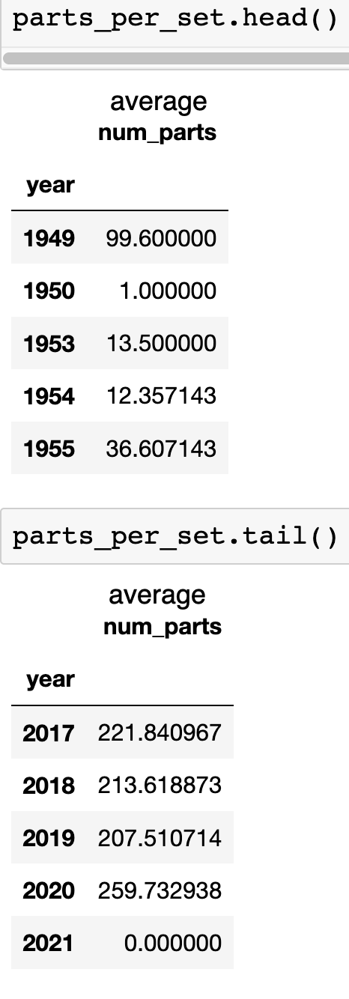 parts_per_set.head()
average
num_parts
year
1949 99.600000
1950 1.000000
1953 13.500000
1954 12.357143
1955 36.607143
parts_per_set.tail()
average
num_parts
year
2017 221.840967
2018 213.618873
2019 207.510714
2020 259.732938
2021 0.000000